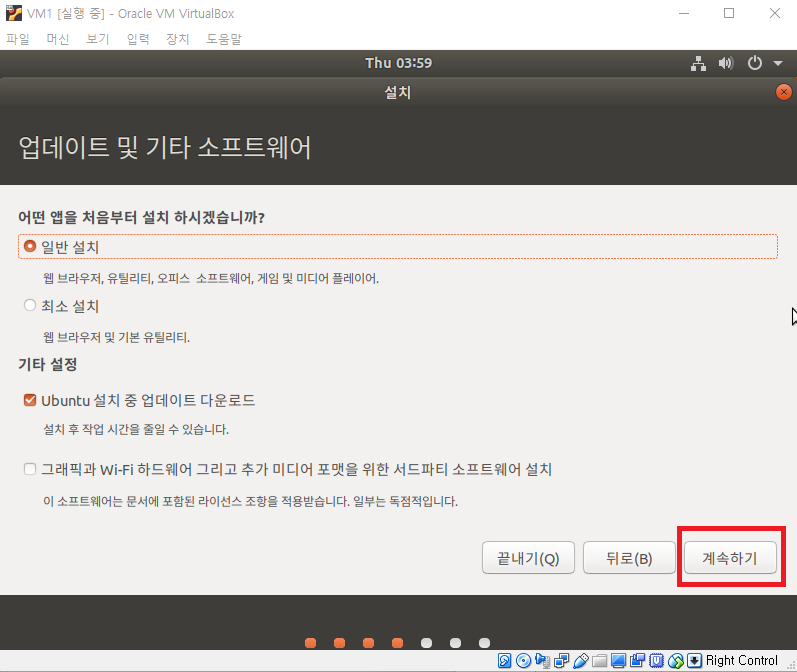 VM1 [실행 중] - Oracle VM VirtualBox
파일 머신 보기 입력 장치 도움말
Thu 03:59
설치
업데이트 및 기타 소프트웨어
어떤 앱을 처음부터 설치 하시겠습니까?
일반 설치
웹 브라우저, 유틸리티, 오피스 소프트웨어, 게임 및 미디어 플레이어.
최소 설치
웹 브라우저 및 기본 유틸리티.
기타 설정
Ubuntu 설치 중 업데이트 다운로드
설치 후 작업 시간을 줄일 수 있습니다.
그래픽과 Wi-Fi 하드웨어 그리고 추가 미디어 포맷을 위한 서드파티 소프트웨어 설치
이 소프트웨어는 문서에 포함된 라이선스 조항을 적용받습니다. 일부는 독점적입니다.
끝내기(Q) 뒤로(B) 계속하기
Right Control